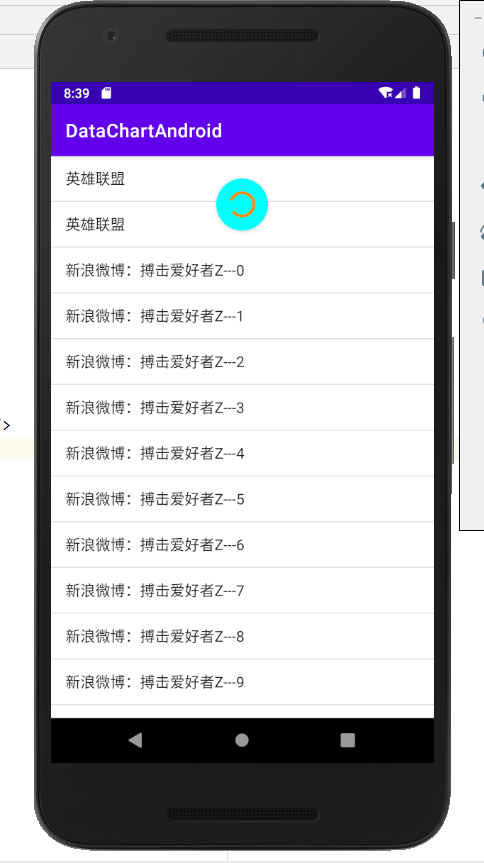 8:39
DataChartAndroid
英雄联盟
英雄联盟
新浪微博：搏击爱好者Z---0
新浪微博：搏击爱好者Z---1
新浪微博：搏击爱好者Z---2
新浪微博：搏击爱好者Z---3
新浪微博：搏击爱好者Z---4
新浪微博：搏击爱好者Z---5
新浪微博：搏击爱好者Z---6
新浪微博：搏击爱好者Z---7
新浪微博：搏击爱好者Z---8
新浪微博：搏击爱好者Z---9
>